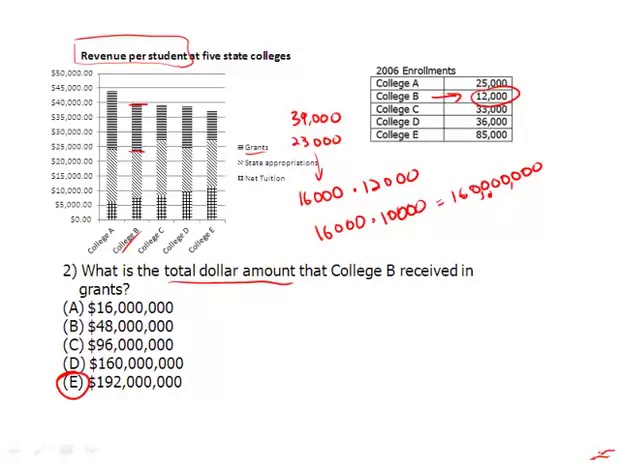 Revenue per student at five state colleges
$50,000.00
$45,000.00
$40,000.00
$35,000.00
$30,000.00
$25,000.00
$20,000.00
$15,000.00
$10,000.00
$5,000.00
$0.00
College A
College B
College C
College D
College E
Grants
State appropriations
Net Tuition
39,000
23000
16000 · 12000
16000 · 10000 = 160,000,000
2006 Enrollments
College A 25,000
College B 12,000
College C 33,000
College D 36,000
College E 85,000
2) What is the total dollar amount that College B received in
grants?
(A) $16,000,000
(B) $48,000,000
(C) $96,000,000
(D) $160,000,000
(E) $192,000,000